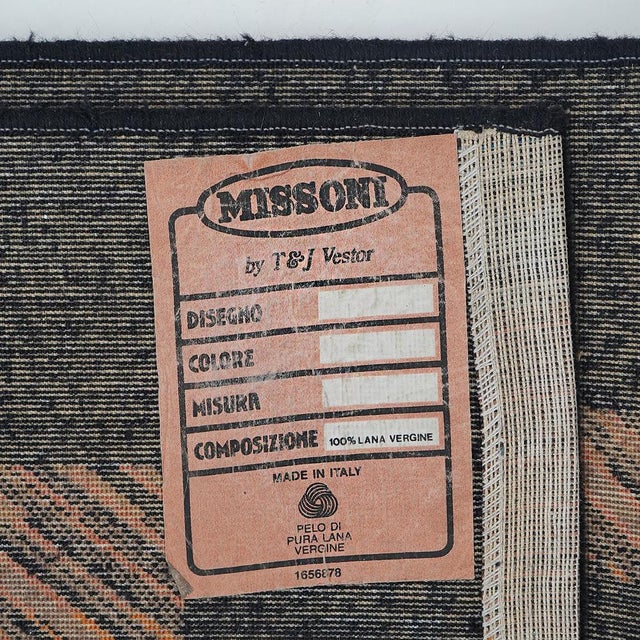 MISSONI
by T&J Vestor
DISEGNO
COLORE
MISURA
COMPOSIZIONE 100% LANA VERGINE
MADE IN ITALY
PELO DI
PURA LANA
VERGINE
1656878